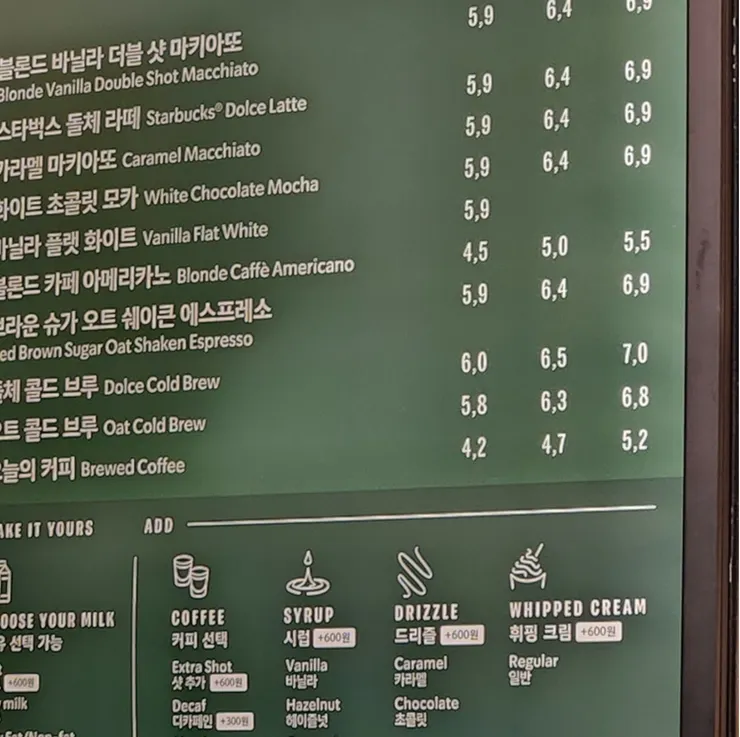 블론드 바닐라 더블 샷 마키아또 5,9 6,4 6,9
Blonde Vanilla Double Shot Macchiato
스타벅스 돌체 라떼 Starbucks® Dolce Latte 5,9 6,4 6,9
카라멜 마키아또 Caramel Macchiato 5,9 6,4 6,9
화이트 초콜릿 모카 White Chocolate Mocha 5,9 6,4 6,9
바닐라 플랫 화이트 Vanilla Flat White 5,9
블론드 카페 아메리카노 Blonde Caffè Americano 4,5 5,0 5,5
브라운 슈가 오트 쉐이큰 에스프레소 5,9 6,4 6,9
ed Brown Sugar Oat Shaken Espresso
돌체 콜드 브루 Dolce Cold Brew 6,0 6,5 7,0
오트 콜드 브루 Oat Cold Brew 5,8 6,3 6,8
오늘의 커피 Brewed Coffee 4,2 4,7 5,2
AKE IT YOURS
OOSE YOUR MILK
선택 가능
+600원
milk
ADD
COFFEE
커피 선택
Extra Shot
샷 추가 +600원
Decaf
디카페인 +300원
SYRUP
시럽 +600원
Vanilla
바닐라
Hazelnut
헤이즐넛
DRIZZLE
드리즐 +600원
Caramel
카라멜
Chocolate
초콜릿
WHIPPED CREAM
휘핑 크림 +600원
Regular
일반